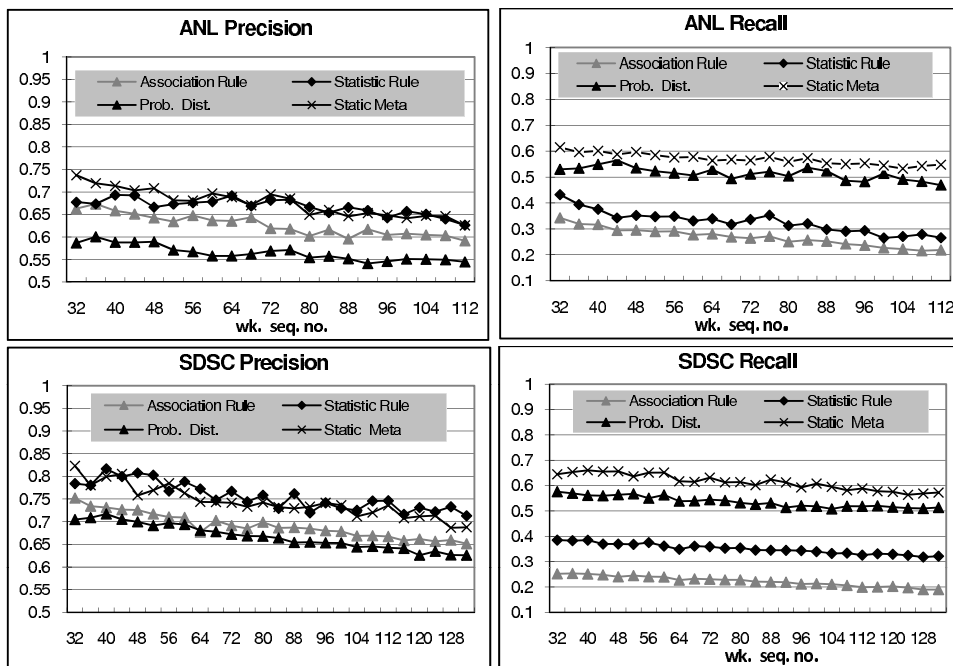 ANL Precision
1
0.95
0.9
0.85
0.8
0.75
0.7
0.65
0.6
0.55
0.5
Association Rule
Statistic Rule
Prob. Dist.
Static Meta
32 40 48 56 64 72 80 88 96 104 112
wk. seq. no.
ANL Recall
1
0.9
0.8
0.7
0.6
0.5
0.4
0.3
0.2
0.1
Association Rule
Statistic Rule
Prob. Dist.
Static Meta
32 40 48 56 64 72 80 88 96 104 112
wk. seq. no.
SDSC Precision
1
0.95
0.9
0.85
0.8
0.75
0.7
0.65
0.6
0.55
0.5
Association Rule
Statistic Rule
Prob. Dist.
Static Meta
32 40 48 56 64 72 80 88 96 104 112 120 128
SDSC Recall
1
0.9
0.8
0.7
0.6
0.5
0.4
0.3
0.2
0.1
Association Rule
Statistic Rule
Prob. Dist.
Static Meta
32 40 48 56 64 72 80 88 96 104 112 120 128
wk. seq. no.